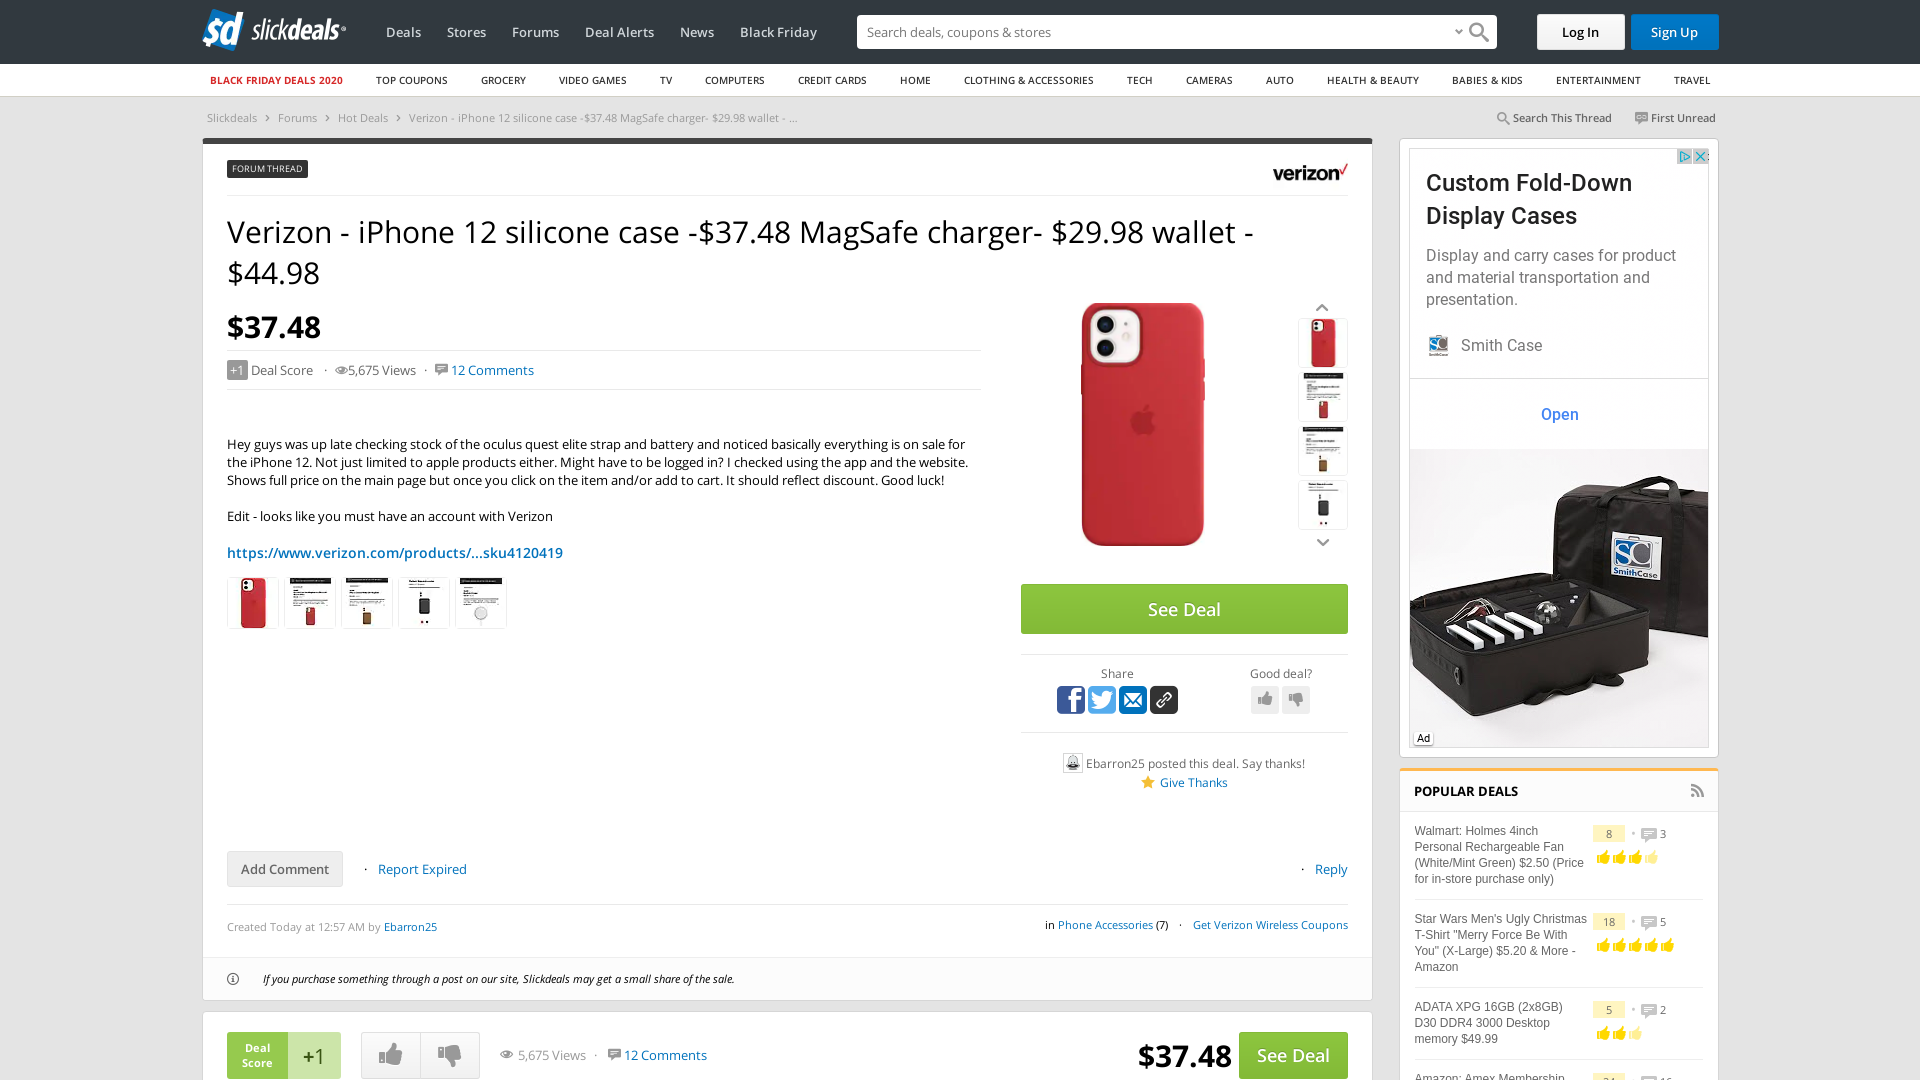 sd slickdeals
Deals
Stores
Forums
Deal Alerts
News
Black Friday
Search deals, coupons & stores
Log In
Sign Up
BLACK FRIDAY DEALS 2020
TOP COUPONS
GROCERY
VIDEO GAMES
TV
COMPUTERS
CREDIT CARDS
HOME
CLOTHING & ACCESSORIES
TECH
CAMERAS
AUTO
HEALTH & BEAUTY
BABIES & KIDS
ENTERTAINMENT
TRAVEL
Slickdeals > Forums > Hot Deals > Verizon - iPhone 12 silicone case -$37.48 MagSafe charger- $29.98 wallet - ...
Search This Thread
First Unread
FORUM THREAD
verizon✓
Verizon - iPhone 12 silicone case -$37.48 MagSafe charger- $29.98 wallet -
$44.98
$37.48
+1 Deal Score · 5,675 Views · 12 Comments
Hey guys was up late checking stock of the oculus quest elite strap and battery and noticed basically everything is on sale for
the iPhone 12. Not just limited to apple products either. Might have to be logged in? I checked using the app and the website.
Shows full price on the main page but once you click on the item and/or add to cart. It should reflect discount. Good luck!
Edit - looks like you must have an account with Verizon
https://www.verizon.com/products/...sku4120419
See Deal
Share
Good deal?
Ebarron25 posted this deal. Say thanks!
Give Thanks
Add Comment
· Report Expired
· Reply
Created Today at 12:57 AM by Ebarron25
in Phone Accessories (7) · Get Verizon Wireless Coupons
If you purchase something through a post on our site, Slickdeals may get a small share of the sale.
Deal
Score
+1
5,675 Views · 12 Comments
$37.48
See Deal
Custom Fold-Down
Display Cases
Display and carry cases for product
and material transportation and
presentation.
SC
SmithCase
Smith Case
Open
SC
SmithCase
Ad
POPULAR DEALS
Walmart: Holmes 4inch
Personal Rechargeable Fan
(White/Mint Green) $2.50 (Price
for in-store purchase only)
8 • 3
Star Wars Men's Ugly Christmas
T-Shirt "Merry Force Be With
You" (X-Large) $5.20 & More -
Amazon
18 • 5
ADATA XPG 16GB (2x8GB)
D30 DDR4 3000 Desktop
memory $49.99
5 • 2
Amazon: Amex Membership